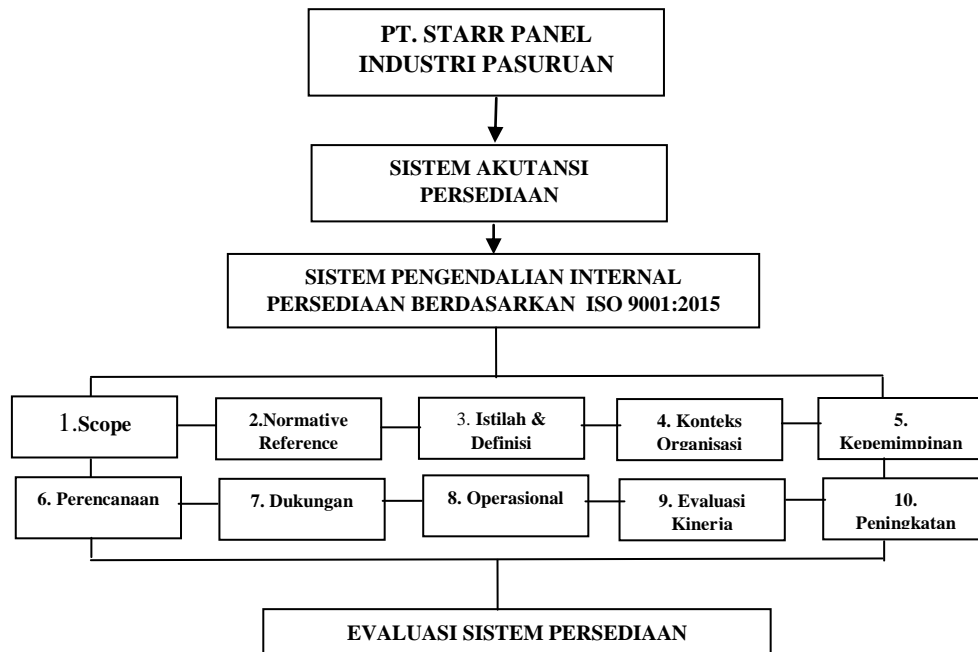 PT. STARR PANEL
INDUSTRI PASURUAN
SISTEM AKUTANSI
PERSEDIAAN
SISTEM PENGENDALIAN INTERNAL
PERSEDIAAN BERDASARKAN ISO 9001:2015
1.Scope
2.Normative
Reference
3. Istilah &
Definisi
4. Konteks
Organisasi
5.
Kepemimpinan
6. Perencanaan
7. Dukungan
8. Operasional
9. Evaluasi
Kinerja
10.
Peningkatan
EVALUASI SISTEM PERSEDIAAN